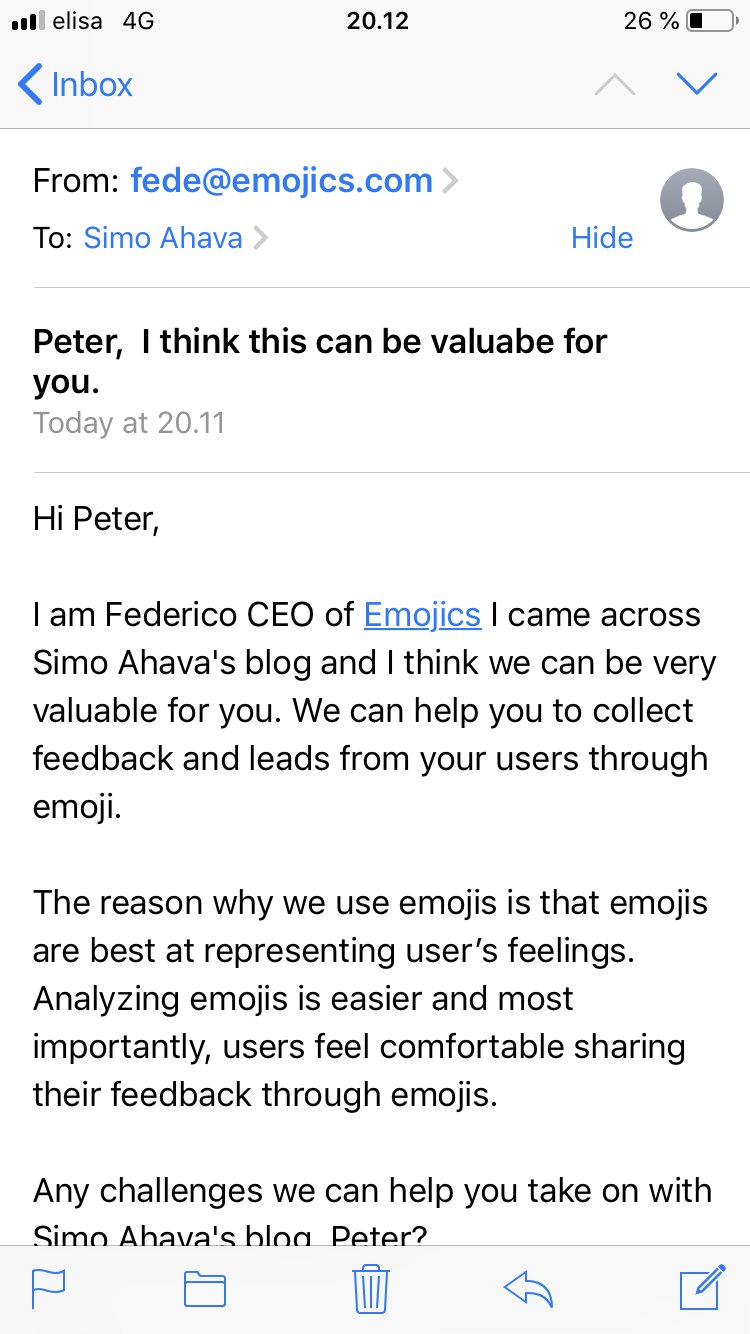 elisa 4G 20.12 26 %
Inbox
From: fede@emojics.com
To: Simo Ahava Hide
Peter,  I think this can be valuabe for
you.
Today at 20.11
Hi Peter,
I am Federico CEO of Emojics I came across
Simo Ahava's blog and I think we can be very
valuable for you. We can help you to collect
feedback and leads from your users through
emoji.
The reason why we use emojis is that emojis
are best at representing user’s feelings.
Analyzing emojis is easier and most
importantly, users feel comfortable sharing
their feedback through emojis.
Any challenges we can help you take on with
Simo Ahava's blog, Peter?